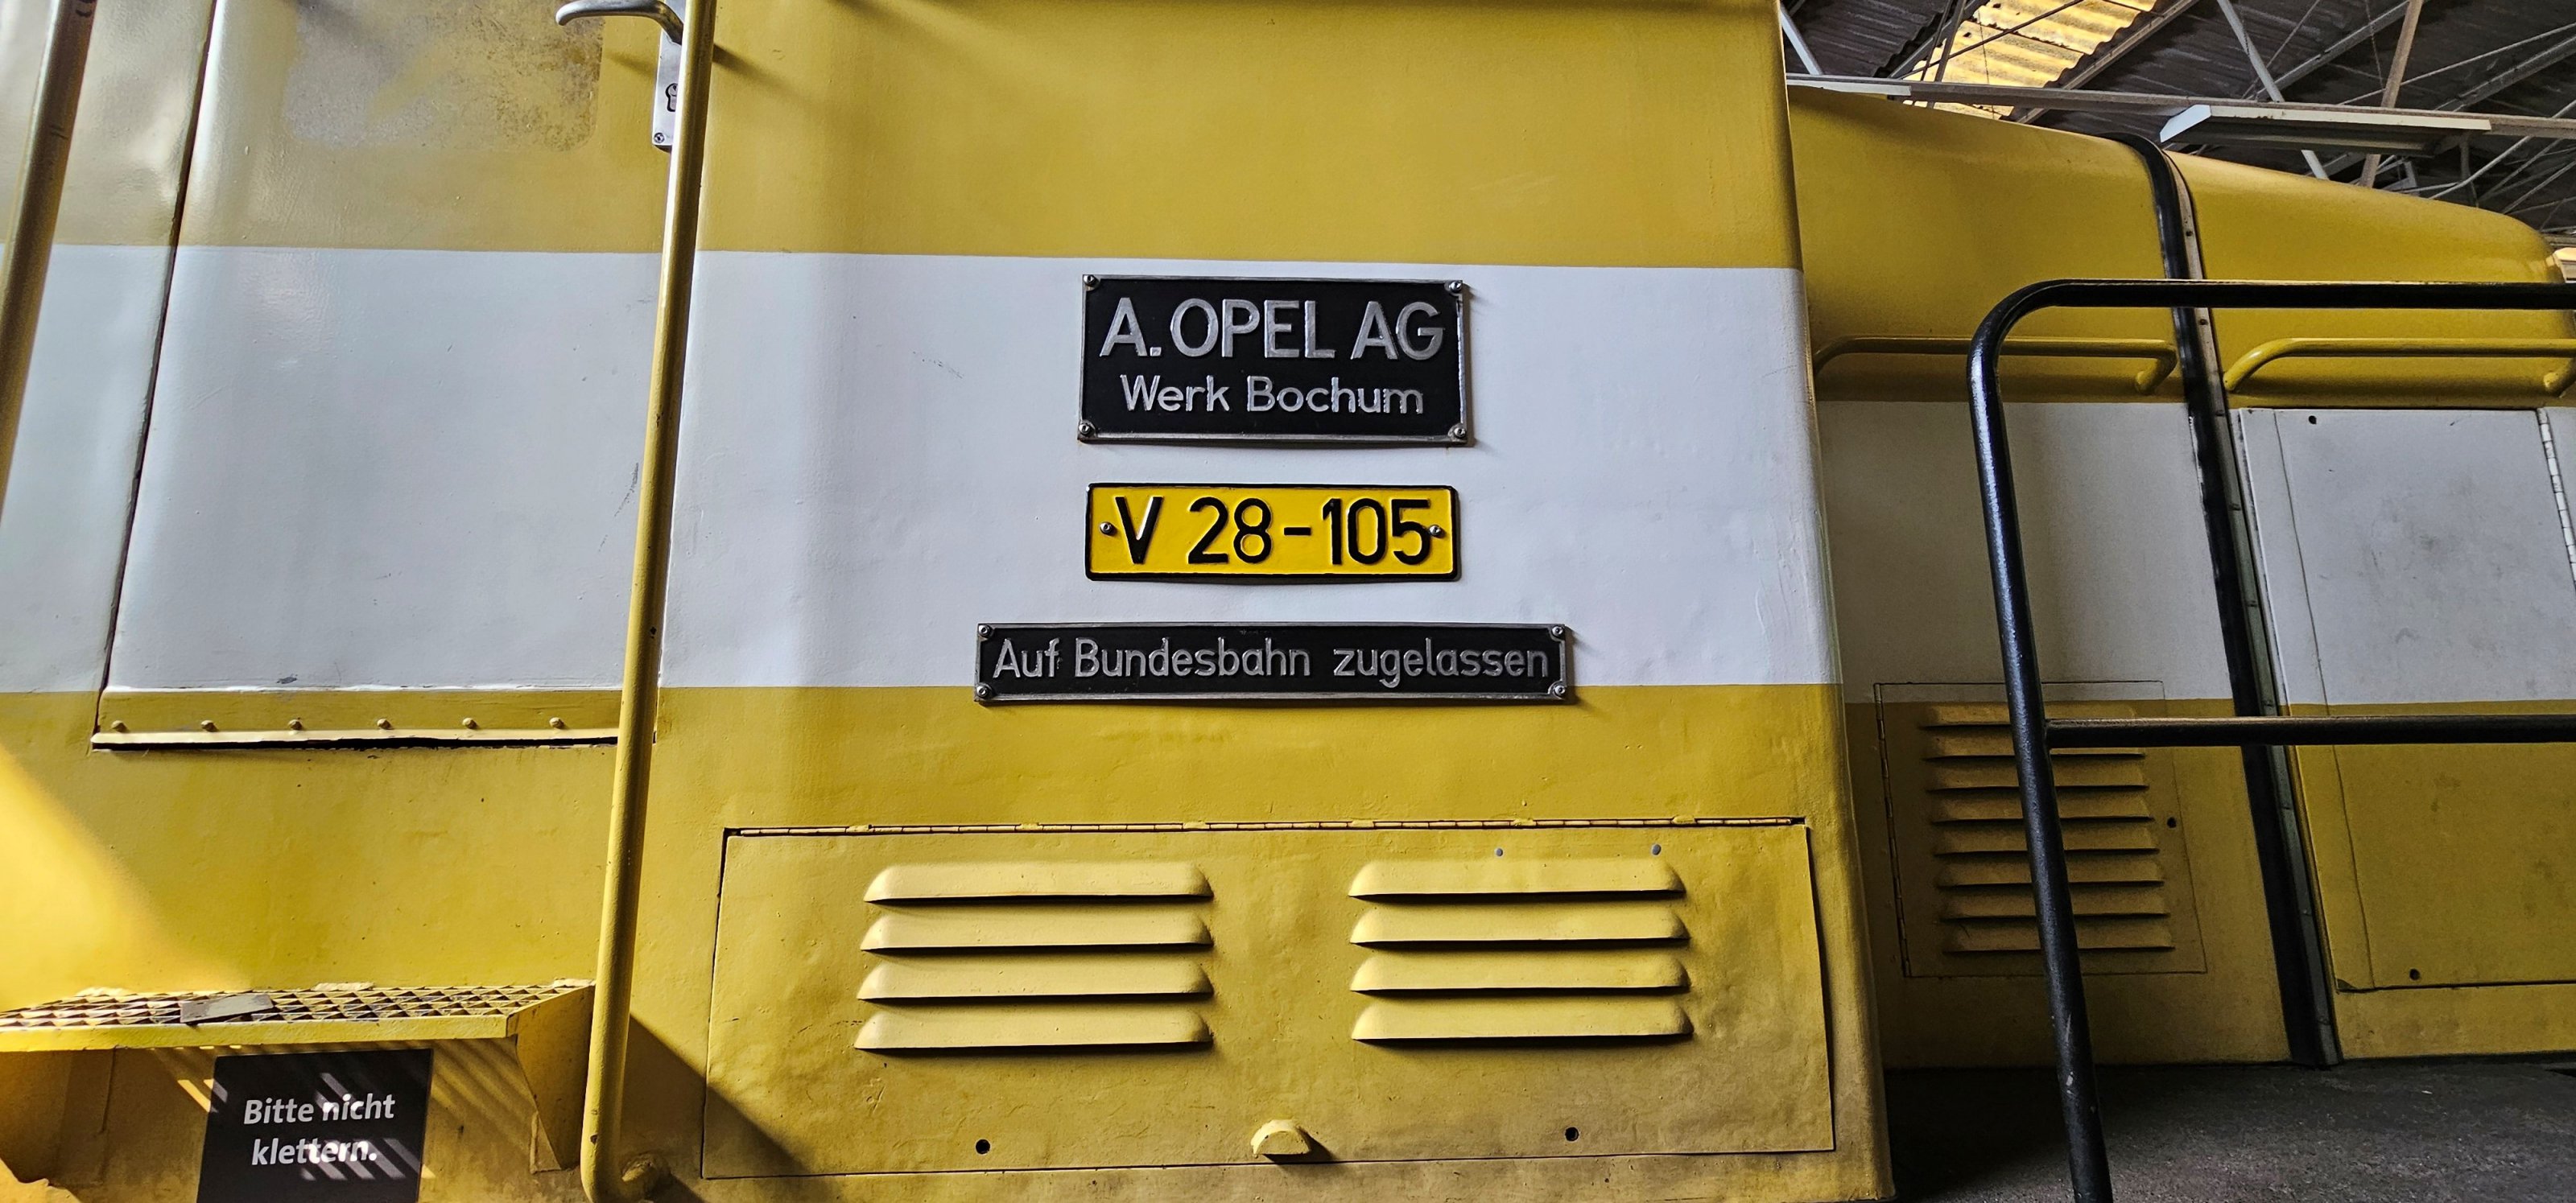 A. OPEL AG
Werk Bochum
V 28-105
Auf Bundesbahn zugelassen
Bitte nicht
klettern.